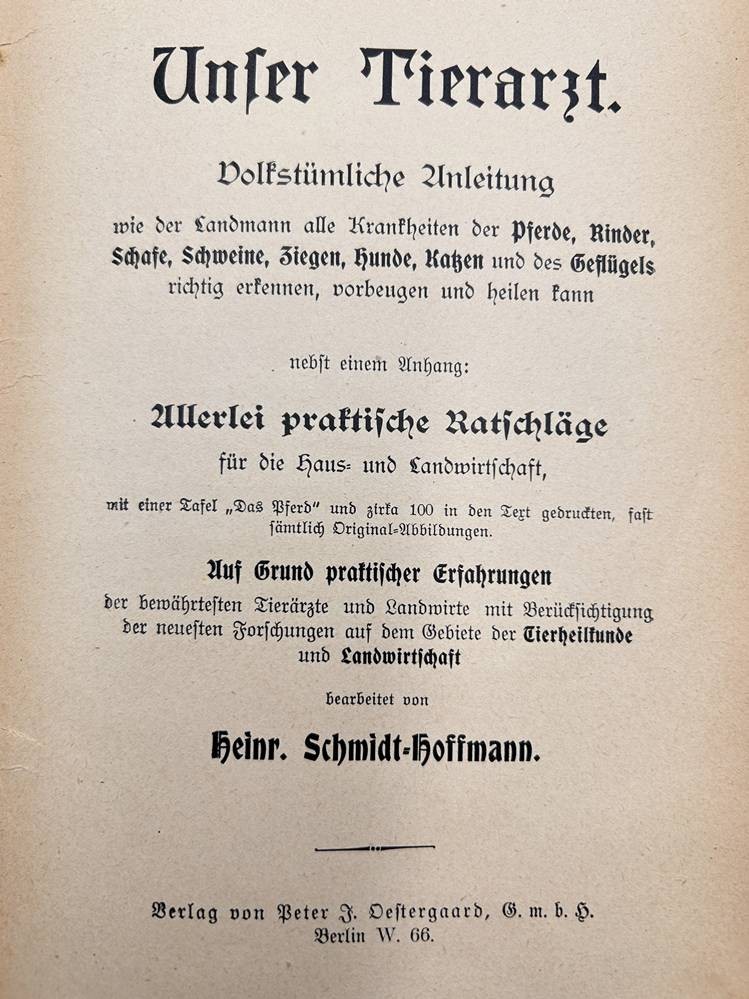 Unſer Tierarzt.
Volkstümliche Anleitung
wie der Landmann alle Krankheiten der Pferde, Rinder,
Schafe, Schweine, Ziegen, Hunde, Katzen und des Geflügels
richtig erkennen, vorbeugen und heilen kann
nebſt einem Anhang:
Allerlei praktiſche Ratſchläge
für die Haus- und Landwirtſchaft,
mit einer Tafel „Das Pferd“ und zirka 100 in den Text gedruckten, faſt
ſämtlich Original-Abbildungen.
Auf Grund praktiſcher Erfahrungen
der bewährteſten Tierärzte und Landwirte mit Berückſichtigung
der neueſten Forſchungen auf dem Gebiete der Tierheilkunde
und Landwirtſchaft
bearbeitet von
Heinr. Schmidt-Hoffmann.
Verlag von Peter J. Oeſtergaard, G. m. b. H.
Berlin W. 66.